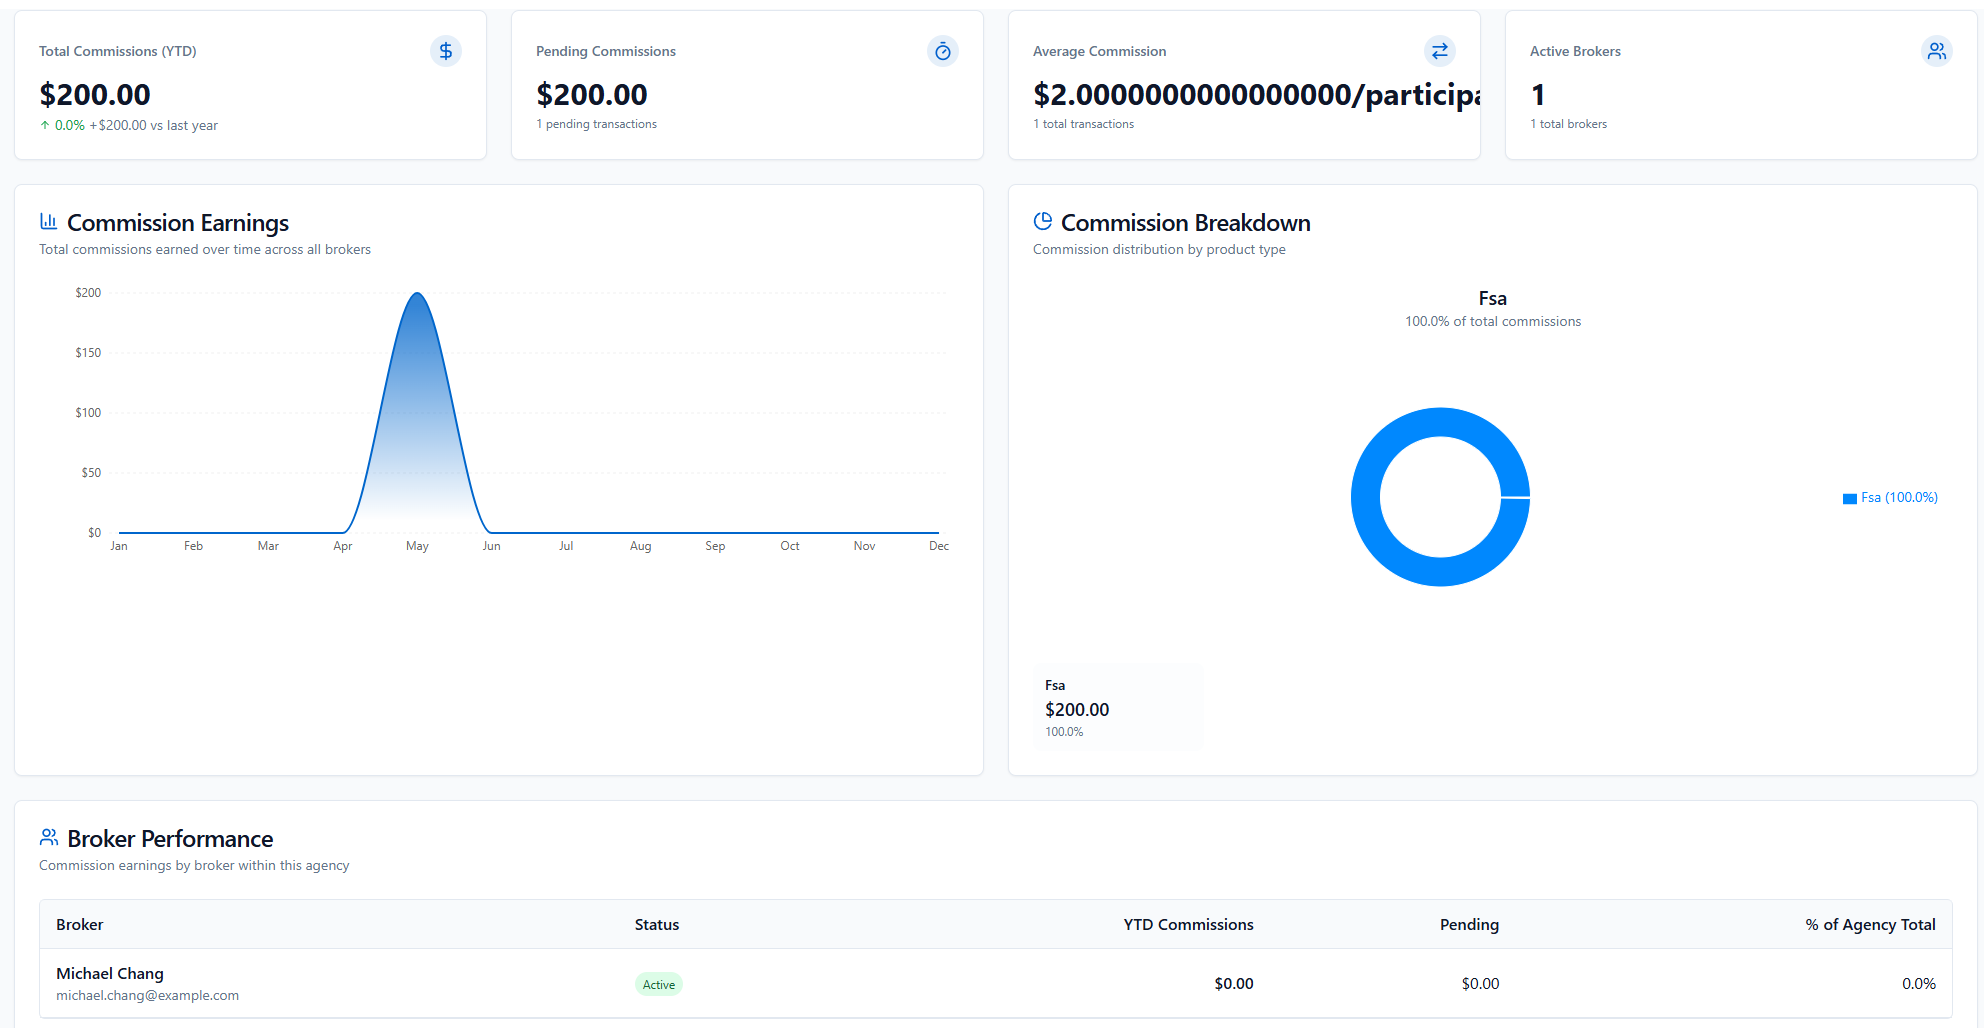 Total Commissions (YTD)
$200.00
↑ 0.0% +$200.00 vs last year
Pending Commissions
$200.00
1 pending transactions
Average Commission
$2.0000000000000000/participa
1 total transactions
Active Brokers
1
1 total brokers
Commission Earnings
Total commissions earned over time across all brokers
$200
$150
$100
$50
$0
Jan Feb Mar Apr May Jun Jul Aug Sep Oct Nov Dec
Commission Breakdown
Commission distribution by product type
Fsa
100.0% of total commissions
Fsa (100.0%)
Fsa
$200.00
100.0%
Broker Performance
Commission earnings by broker within this agency
Broker Status YTD Commissions Pending % of Agency Total
Michael Chang
michael.chang@example.com
Active $0.00 $0.00 0.0%